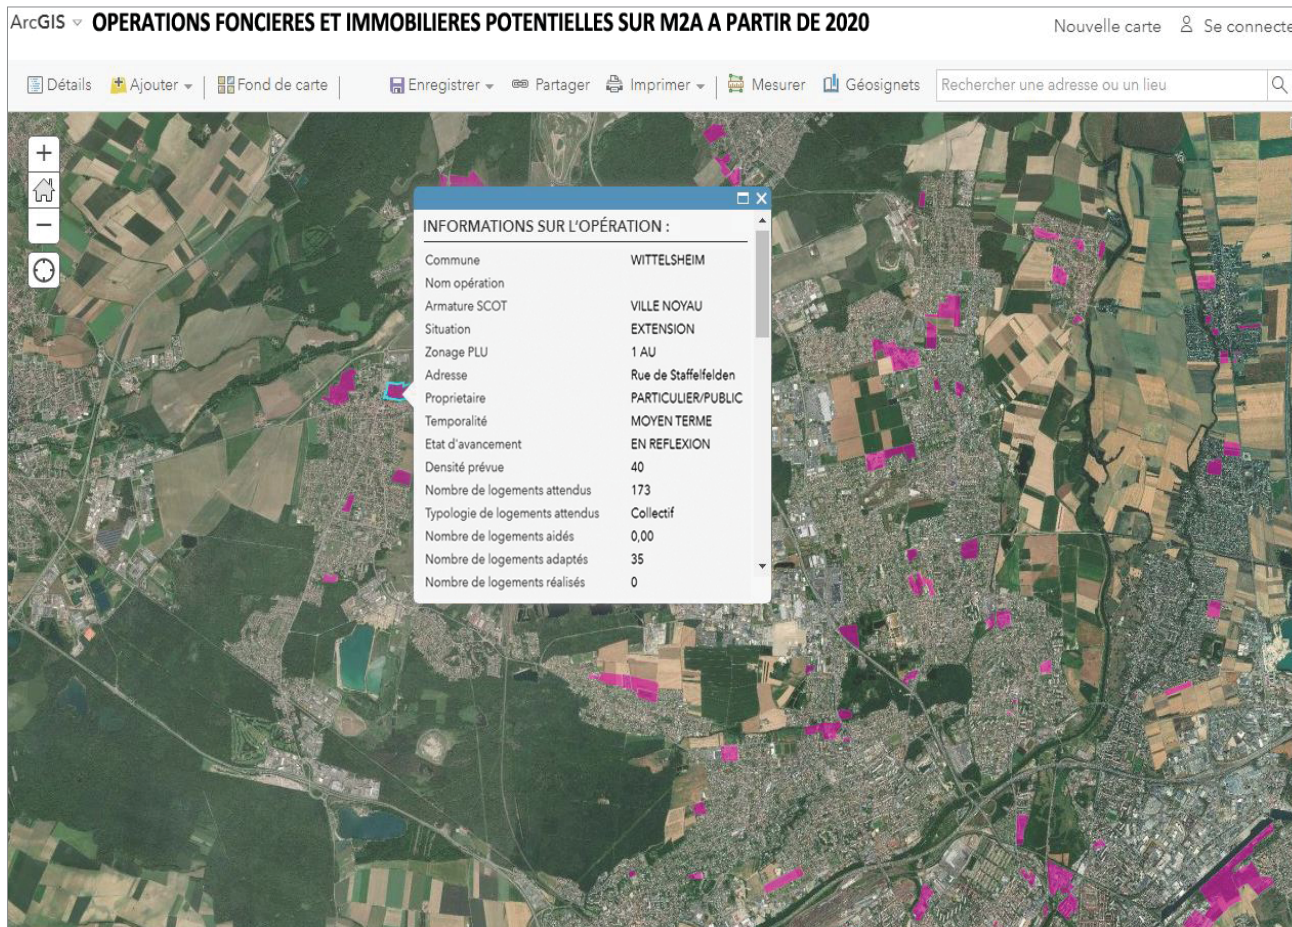 ArcGIS OPERATIONS FONCIERES ET IMMOBILIERES POTENTIELLES SUR M2A A PARTIR DE 2020 Nouvelle carte Se connecte
Détails Ajouter Fond de carte Enregistrer Partager Imprimer Mesurer Géosignets Rechercher une adresse ou un lieu
INFORMATIONS SUR L'OPÉRATION :
Commune WITTELSHEIM
Nom opération
Armature SCOT VILLE NOYAU
Situation EXTENSION
Zonage PLU 1 AU
Adresse Rue de Staffelfelden
Proprietaire PARTICULIER/PUBLIC
Temporalité MOYEN TERME
Etat d'avancement EN REFLEXION
Densité prévue 40
Nombre de logements attendus 173
Typologie de logements attendus Collectif
Nombre de logements aidés 0,00
Nombre de logements adaptés 35
Nombre de logements réalisés 0